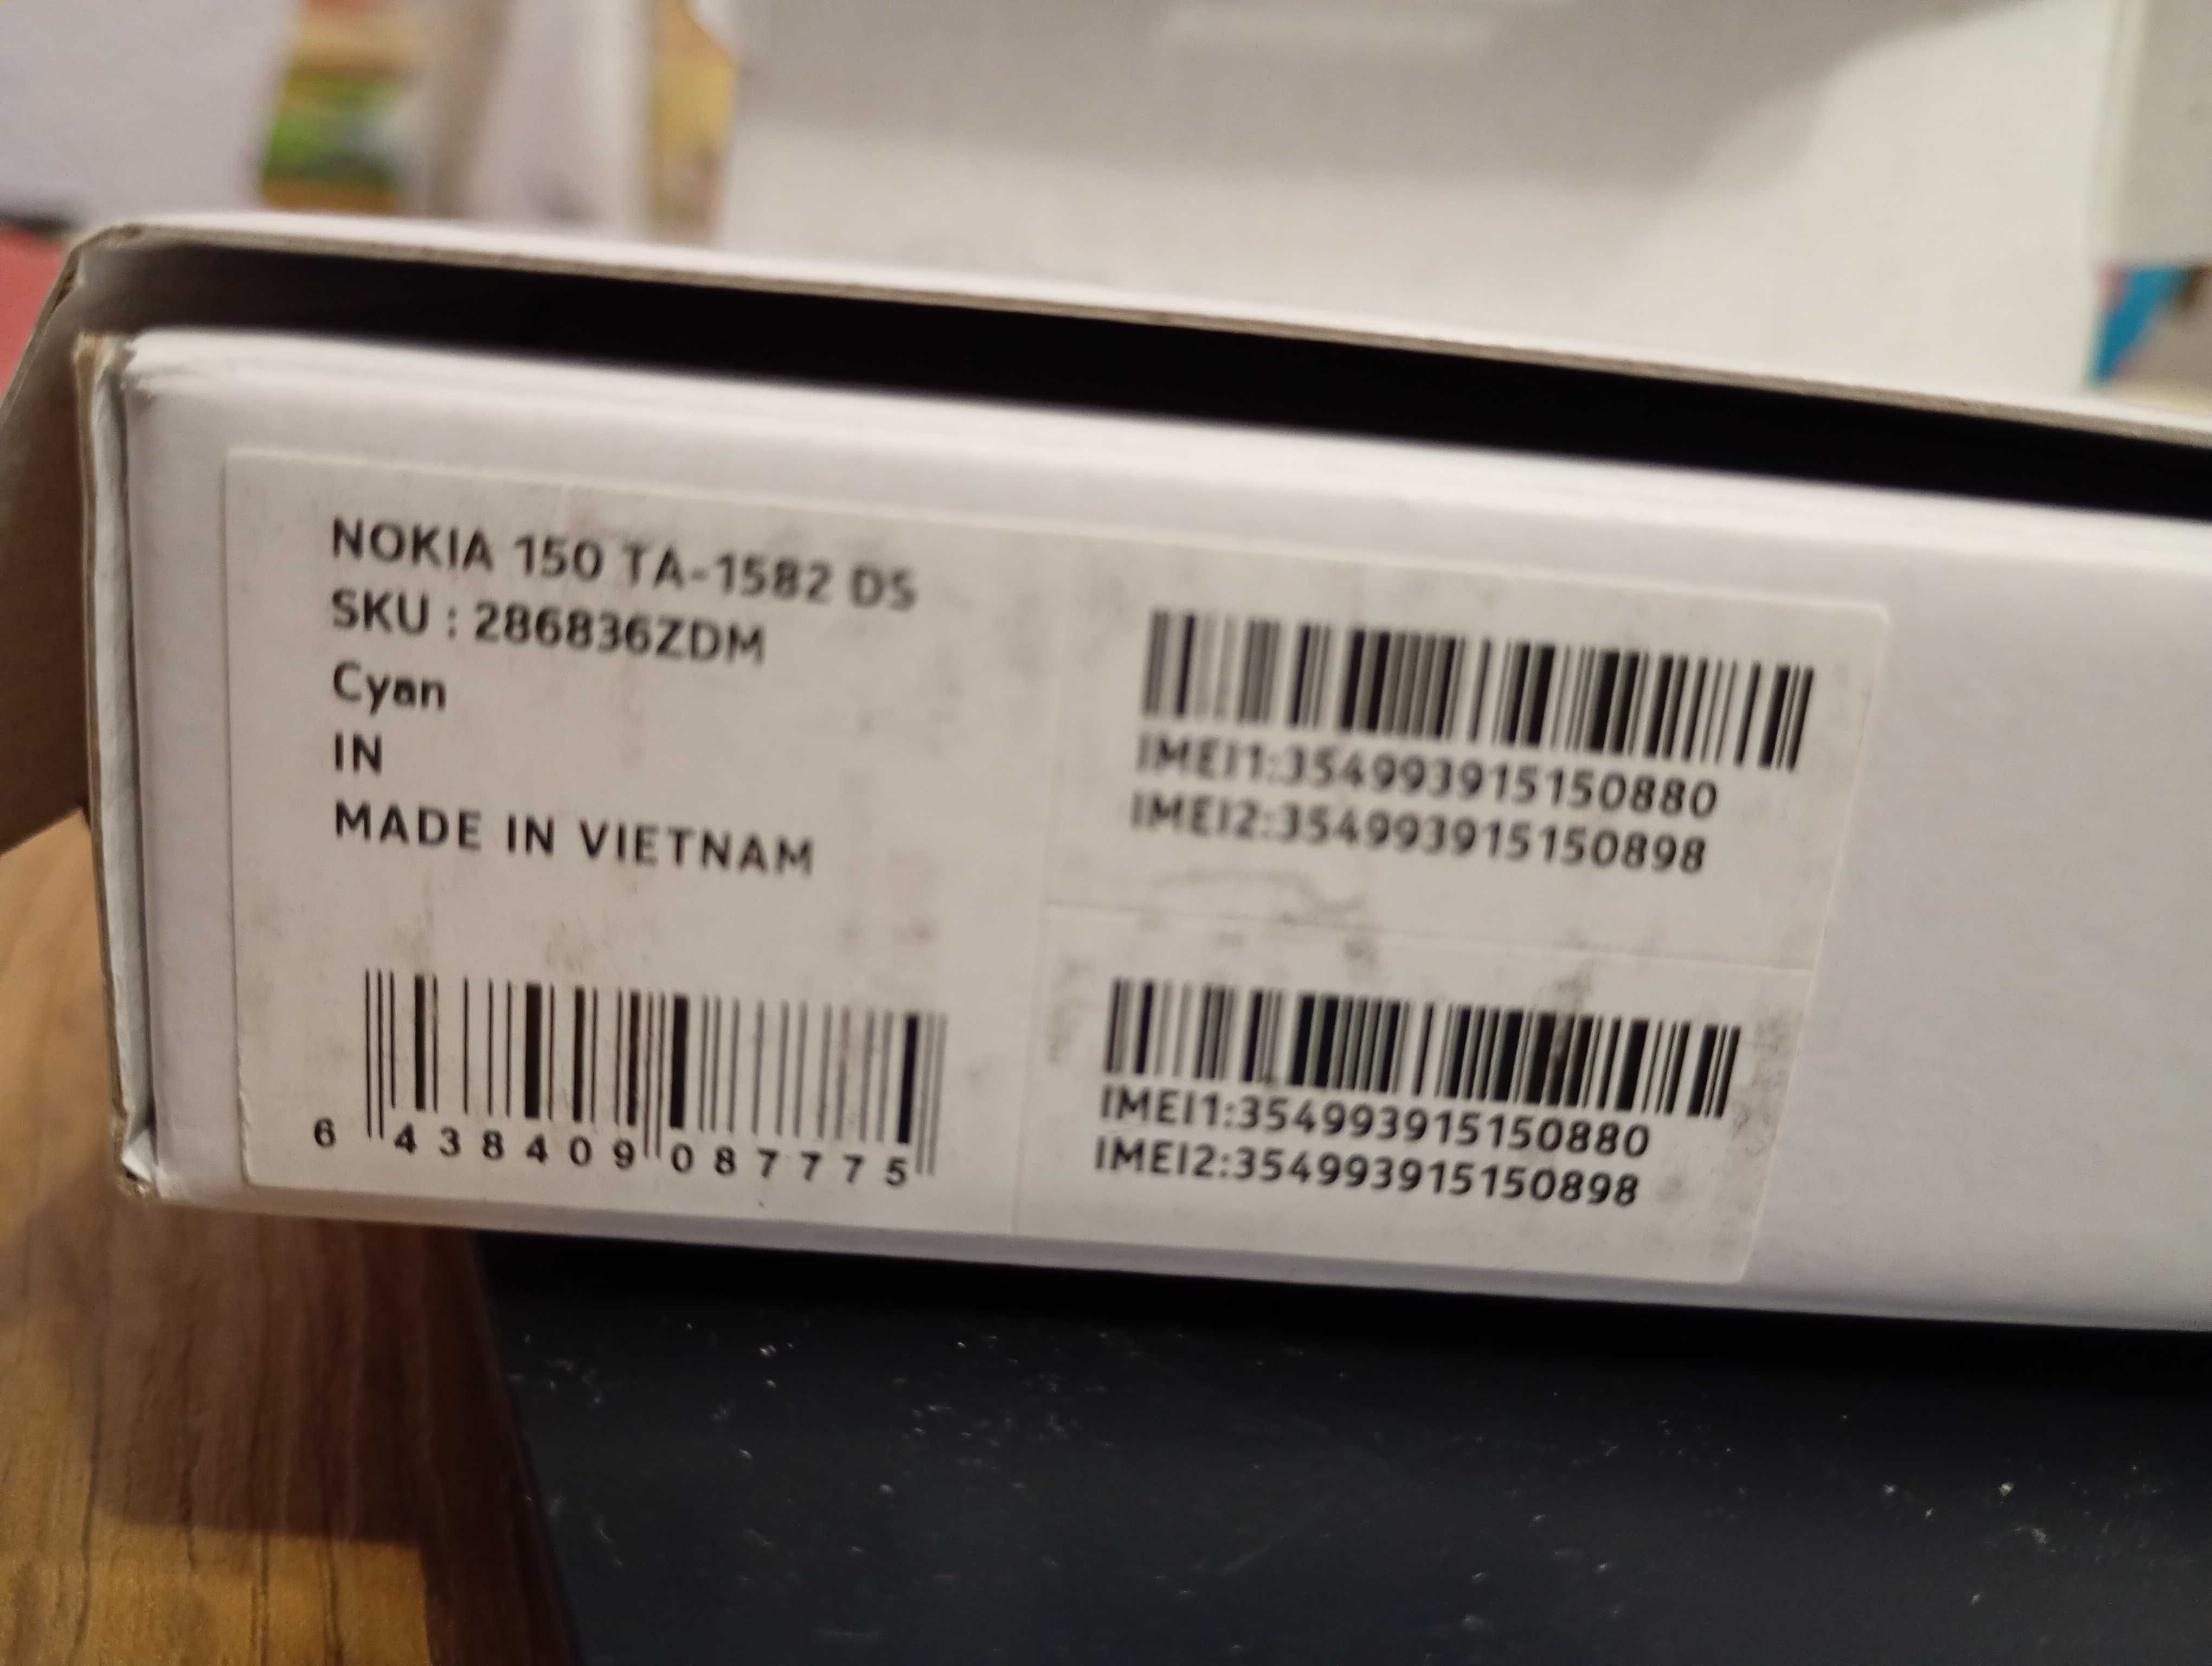 NOKIA 150 TA-1582 DS
SKU : 286836ZDM
Cyan
IN
MADE IN VIETNAM
6 438409 087775
IMEI1:354993915150880
IMEI2:354993915150898
IMEI1:354993915150880
IMEI2:354993915150898